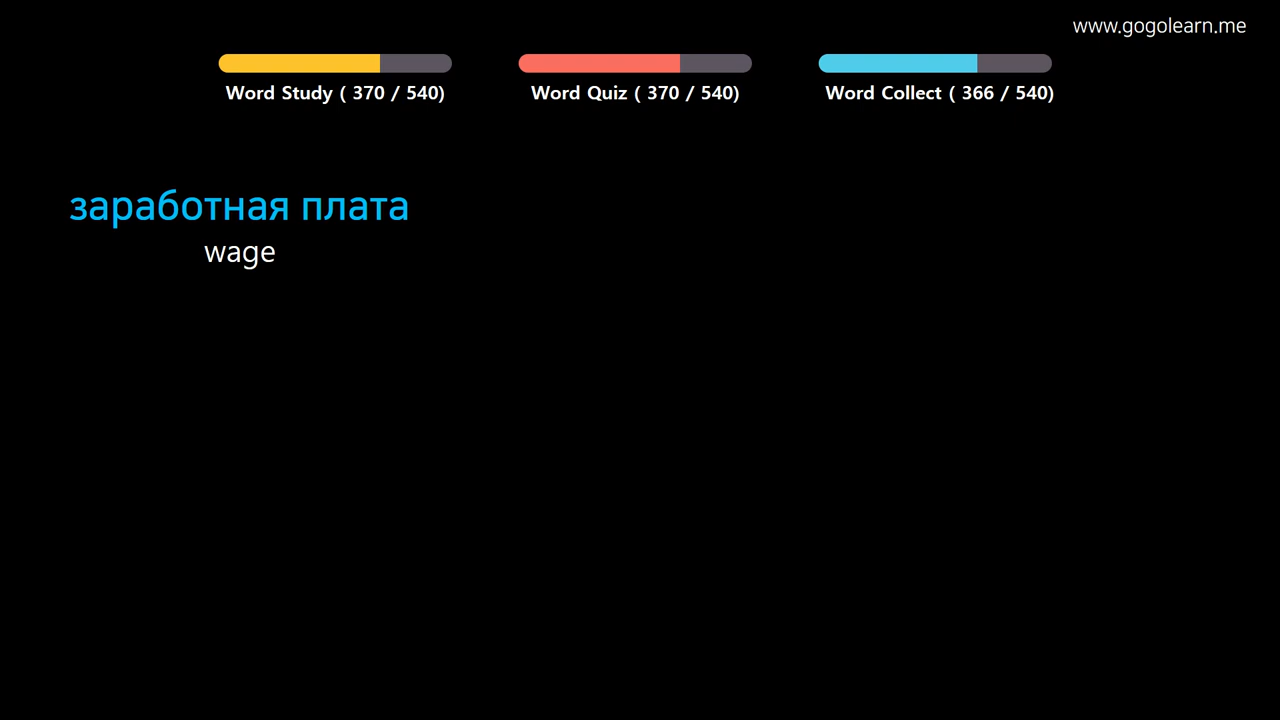 www.gogolearn.me
Word Study ( 370 / 540)
Word Quiz ( 370 / 540)
Word Collect ( 366 / 540)
заработная плата
wage